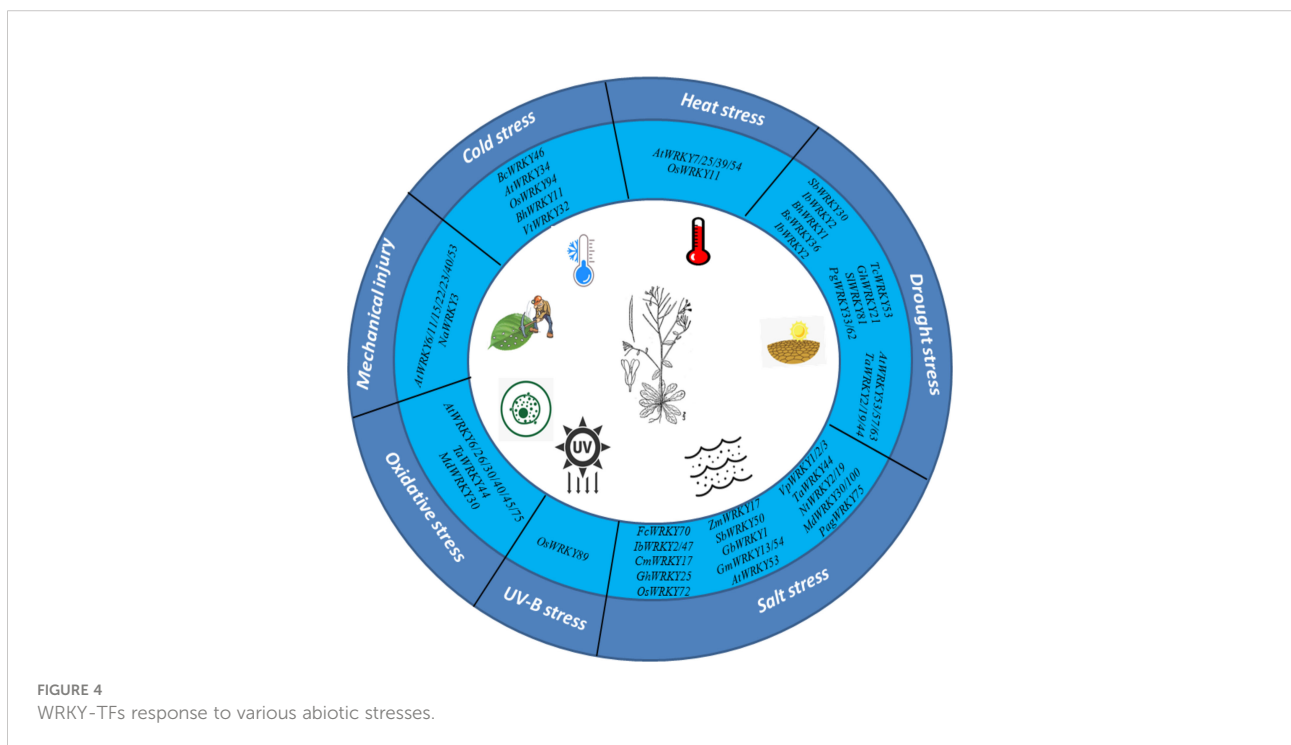 Heat stress
AtWRKY7/25/39/54
OsWRKY11
Drought stress
SbWRKY30
IbWRKY2
BhWRKY1
BsWRKY36
IbWRKY2
TcWRKY53
GhWRKY21
SlWRKY81
PgWRKY33/62
AtWRKY53/57/63
TaWRKY2/19/44
Salt stress
VpWRKY1/2/3
TaWRKY44
NtWRKY2/19
MdWRKY30/100
PagWRKY75
ZmWRKY17
SbWRKY50
GbWRKY1
GmWRKY13/54
AtWRKY53
FcWRKY70
IbWRKY2/47
CmWRKY17
GhWRKY25
OsWRKY72
UV-B stress
OsWRKY89
Oxidative stress
AtWRKY6/26/30/40/45/75
TaWRKY44
MdWRKY30
Mechanical injury
AtWRKY6/11/15/22/23/40/53
NaWRKY3
Cold stress
BcWRKY46
AtWRKY34
OsWRKY94
BhWRKY11
VtWRKY32
UV
FIGURE 4
WRKY-TFs response to various abiotic stresses.